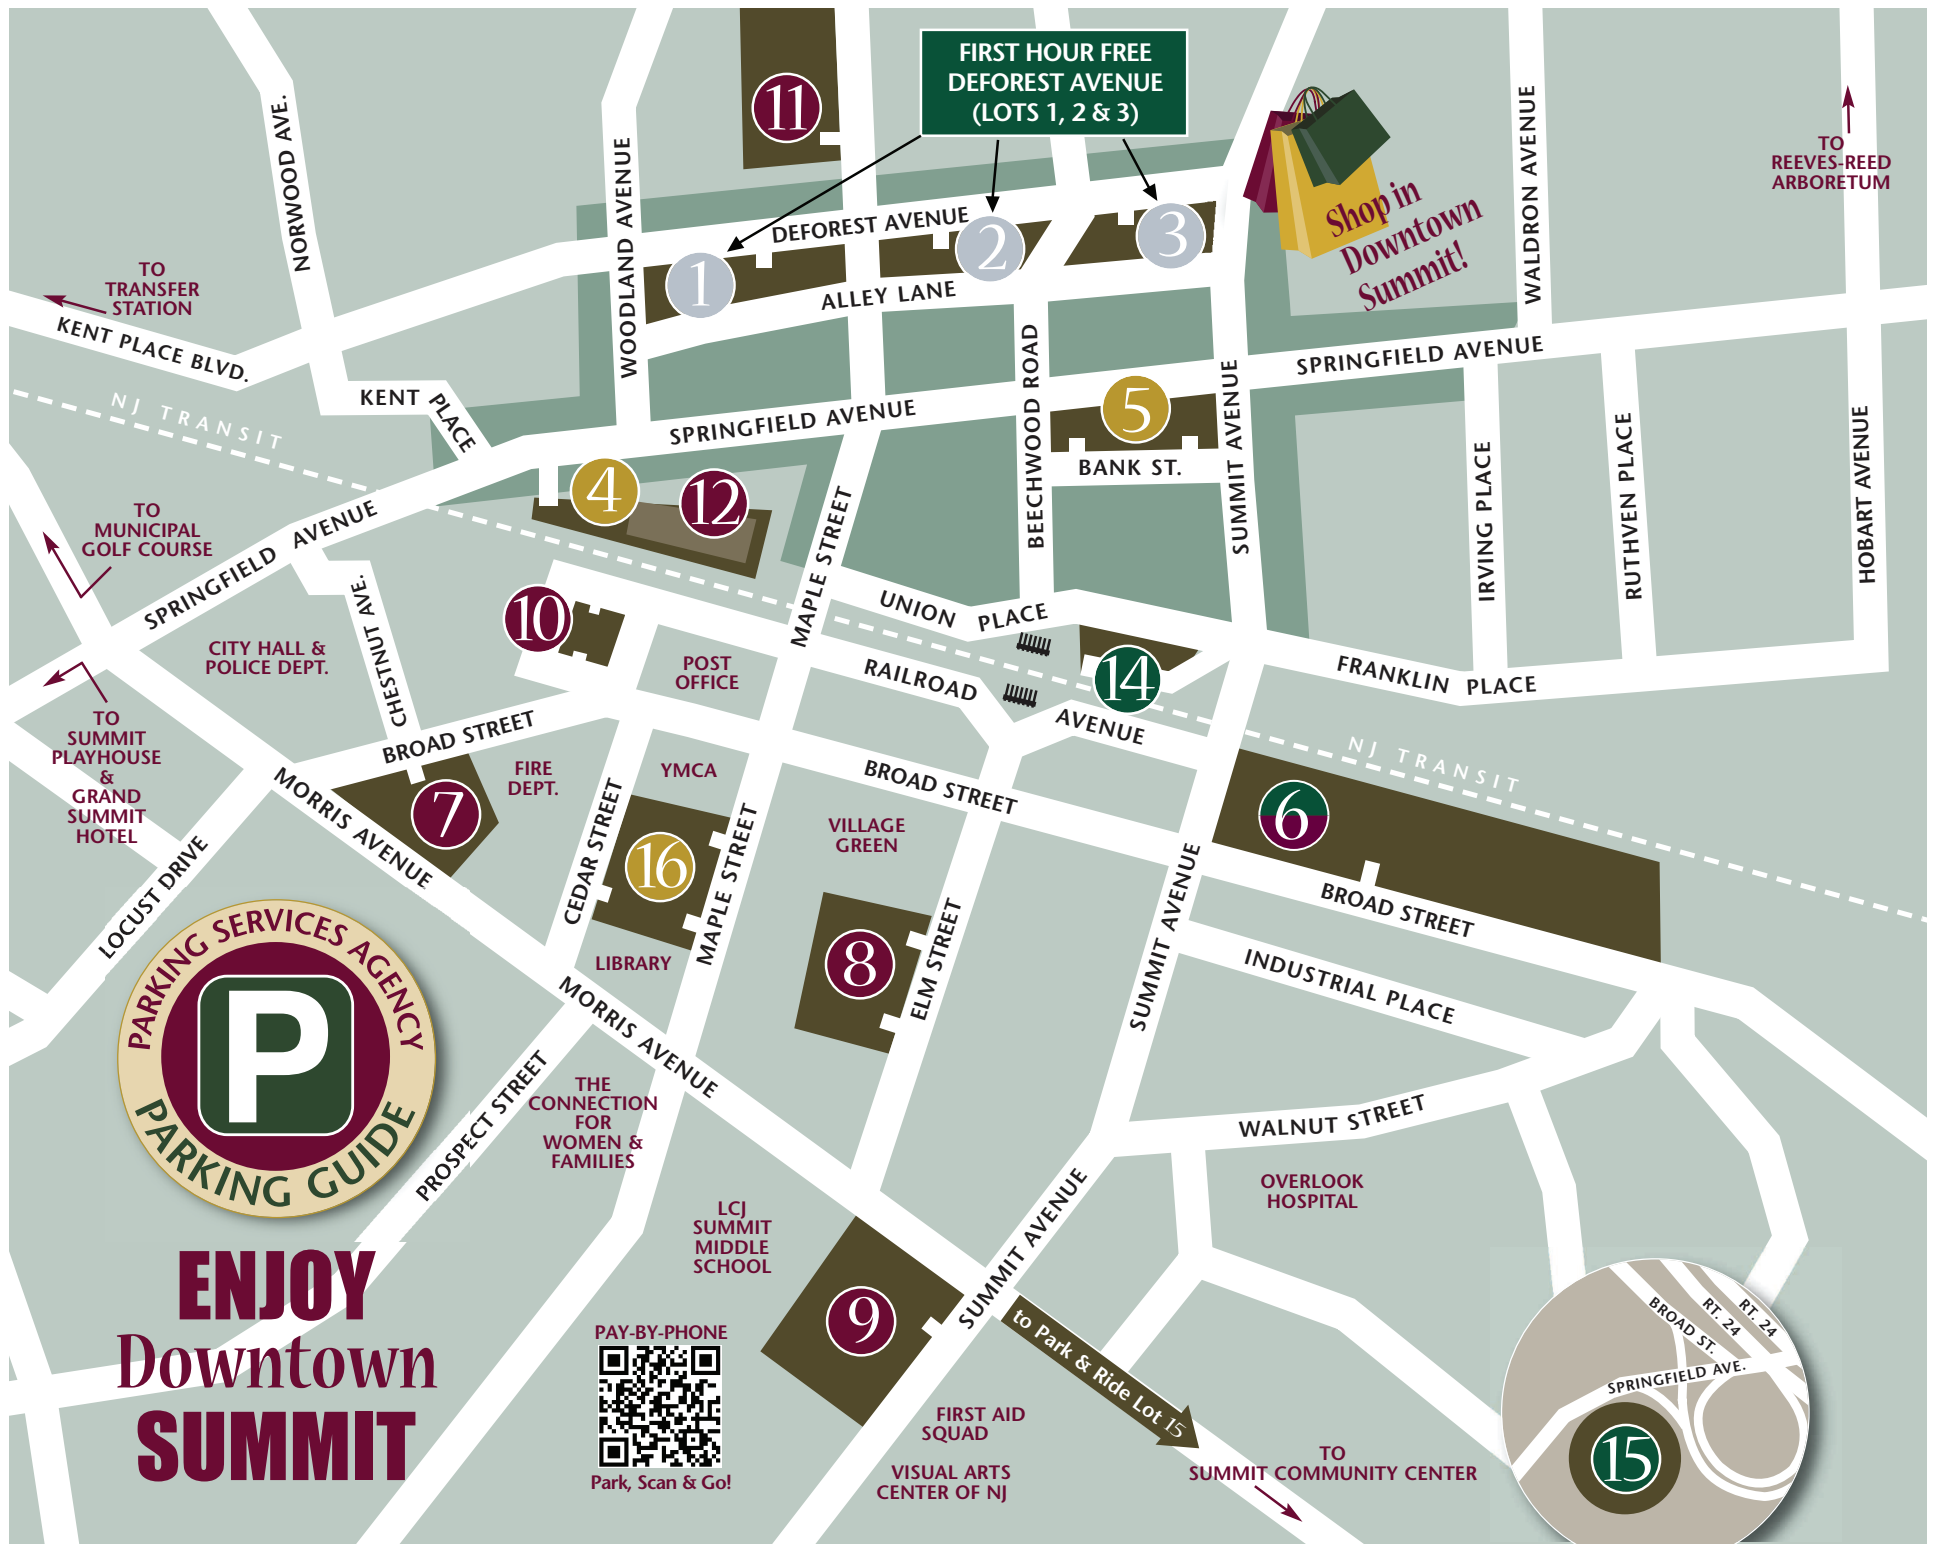 FIRST HOUR FREE
DEFOREST AVENUE
(LOTS 1, 2 & 3)
11
NORWOOD AVE.
WOODLAND AVENUE
WALDRON AVENUE
TO
REEVES-REED
ARBORETUM
Shop in
Downtown
Summit!
DEFOREST AVENUE
1
2
3
ALLEY LANE
TO
TRANSFER
STATION
KENT PLACE BLVD.
KENT PLACE
NJ TRANSIT
SPRINGFIELD AVENUE
SPRINGFIELD AVENUE
BEECHWOOD ROAD
5
BANK ST.
SUMMIT AVENUE
IRVING PLACE
RUTHVEN PLACE
HOBART AVENUE
4
12
MAPLE STREET
TO
MUNICIPAL
GOLF COURSE
SPRINGFIELD AVENUE
CHESTNUT AVE.
10
UNION PLACE
CITY HALL &
POLICE DEPT.
POST
OFFICE
RAILROAD AVENUE
14
FRANKLIN PLACE
TO
SUMMIT
PLAYHOUSE
&
GRAND
SUMMIT
HOTEL
BROAD STREET
FIRE
DEPT.
YMCA
BROAD STREET
NJ TRANSIT
MORRIS AVENUE
7
CEDAR STREET
16
MAPLE STREET
VILLAGE
GREEN
6
BROAD STREET
LOCUST DRIVE
LIBRARY
8
ELM STREET
SUMMIT AVENUE
INDUSTRIAL PLACE
PARKING SERVICES AGENCY
P
PARKING GUIDE
MORRIS AVENUE
PROSPECT STREET
THE
CONNECTION
FOR
WOMEN &
FAMILIES
WALNUT STREET
OVERLOOK
HOSPITAL
LCJ
SUMMIT
MIDDLE
SCHOOL
SUMMIT AVENUE
9
ENJOY
Downtown
SUMMIT
PAY-BY-PHONE
Park, Scan & Go!
to Park & Ride Lot 15
FIRST AID
SQUAD
VISUAL ARTS
CENTER OF NJ
TO
SUMMIT COMMUNITY CENTER
BROAD ST.
RT. 24
RT. 24
SPRINGFIELD AVE.
15